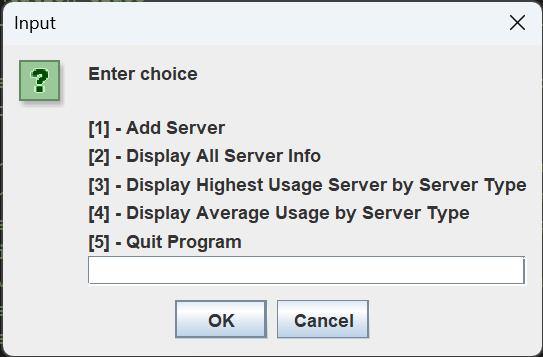 Input
Enter choice
[1] - Add Server
[2] - Display All Server Info
[3] - Display Highest Usage Server by Server Type
[4] - Display Average Usage by Server Type
[5] - Quit Program
OK Cancel